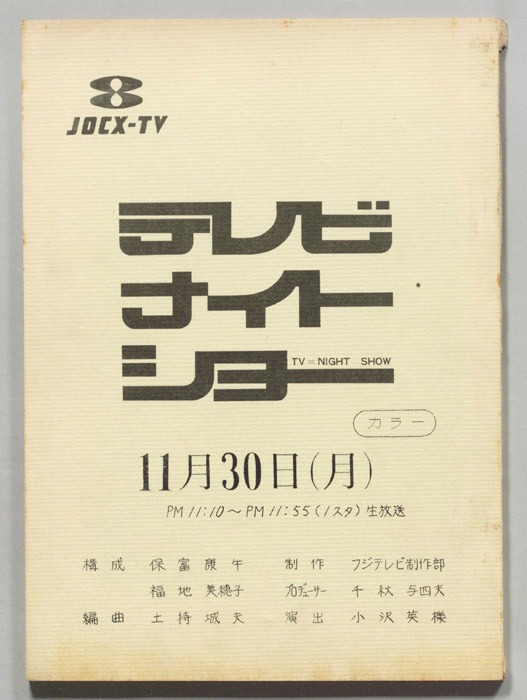 JOCX-TV
テレビ
ナイト
ショー
TV=NIGHT SHOW
カラー
11月30日(月)
PM 11:10〜PM 11:55(1スタ)生放送
構成 保富康午 制作 フジテレビ制作部
福地美穂子 プロデューサー 千秋与四夫
編曲 土持城夫 演出 小沢英機